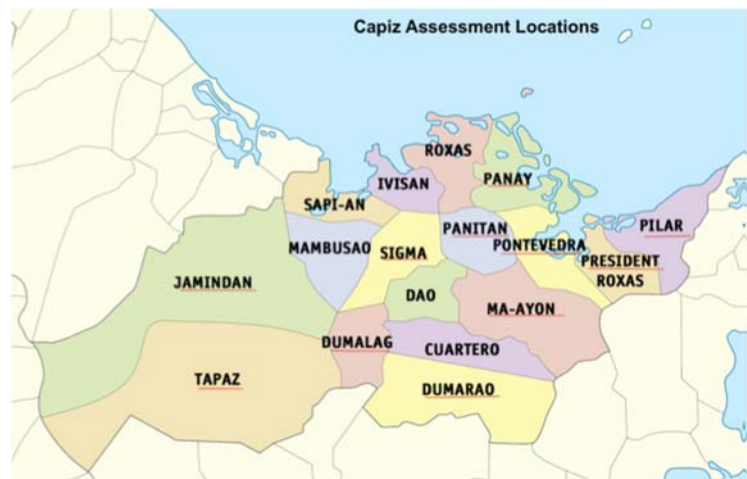 Capiz Assessment Locations
ROXAS
IVISAN
PANAY
SAPI-AN
PILAR
MAMBUSAO
SIGMA
PANITAN
PONTEVEDRA
PRESIDENT
ROXAS
JAMINDAN
DAO
MA-AYON
DUMALAG
CUARTERO
TAPAZ
DUMARAO